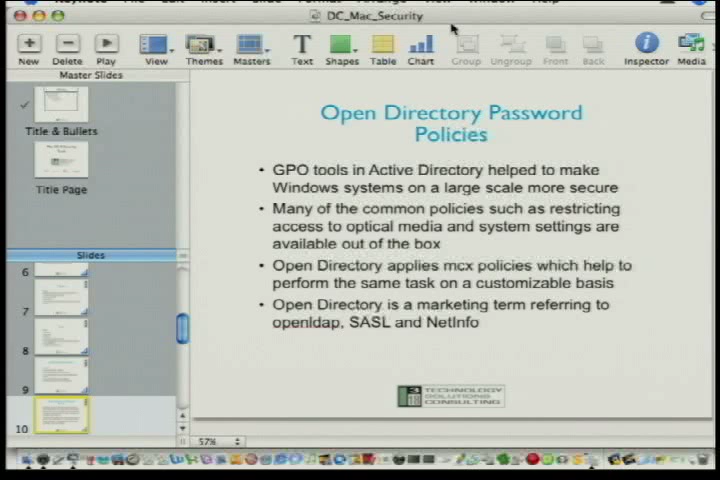 DC_Mac_Security
New Delete Play View Themes Masters Text Shapes Table Chart Group Ungroup Front Back Inspector Media
Master Slides
Title & Bullets
Title Page
Slides
6
7
8
9
10
Open Directory Password
Policies
• GPO tools in Active Directory helped to make
Windows systems on a large scale more secure
• Many of the common policies such as restricting
access to optical media and system settings are
available out of the box
• Open Directory applies mcx policies which help to
perform the same task on a customizable basis
• Open Directory is a marketing term referring to
openldap, SASL and NetInfo
318
TECHNOLOGY
SOLUTIONS
CONSULTING
57%